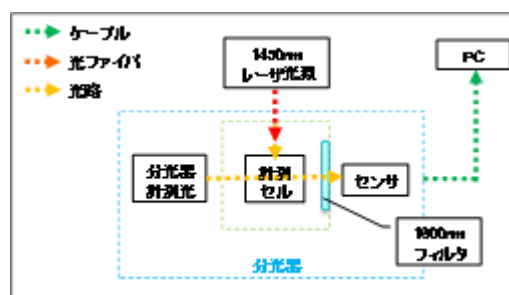 ケーブル
光ファイバ
光路
1450nm
レーザ光源
PC
分光器
計測光
計測
セル
センサ
1800nm
フィルタ
分光器